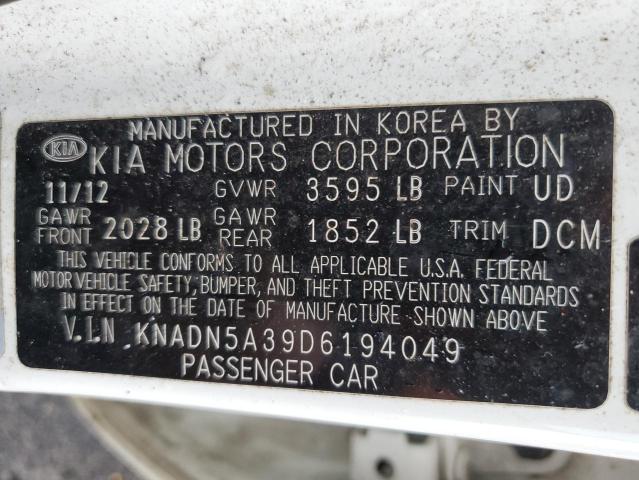 MANUFACTURED IN KOREA BY
KIA KIA MOTORS CORPORATION
11/12 GVWR 3595 LB PAINT UD
GAWR FRONT 2028 LB GAWR REAR 1852 LB TRIM DCM
THIS VEHICLE CONFORMS TO ALL APPLICABLE U.S.A. FEDERAL
MOTOR VEHICLE SAFETY, BUMPER, AND THEFT PREVENTION STANDARDS
IN EFFECT ON THE DATE OF MANUFACTURE SHOWN ABOVE
V.I.N KNADN5A39D6194049
PASSENGER CAR